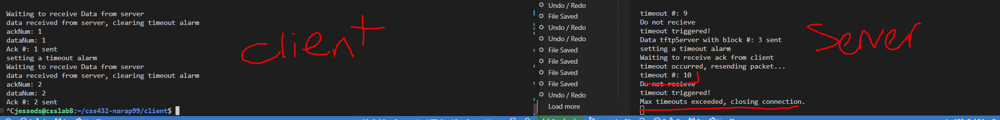 Waiting to receive Data from server
data received from server, clearing timeout alarm
ackNum: 1
dataNum: 1
Ack #: 1 sent
setting a timeout alarm
Waiting to receive Data from server
data received from server, clearing timeout alarm
ackNum: 2
dataNum: 2
Ack #: 2 sent
^Cjesseds@csslab8:~/css432-narap99/client$
client
Undo / Redo
File Saved
Undo / Redo
Undo / Redo
File Saved
File Saved
File Saved
File Saved
Undo / Redo
Load more
timeout #: 9
Do not recieve
timeout triggered!
Data tftpServer with block #: 3 sent
setting a timeout alarm
Waiting to receive ack from client
timeout occurred, resending packet...
timeout #: 10
Do not recieve
timeout triggered!
Max timeouts exceeded, closing connection.
Server